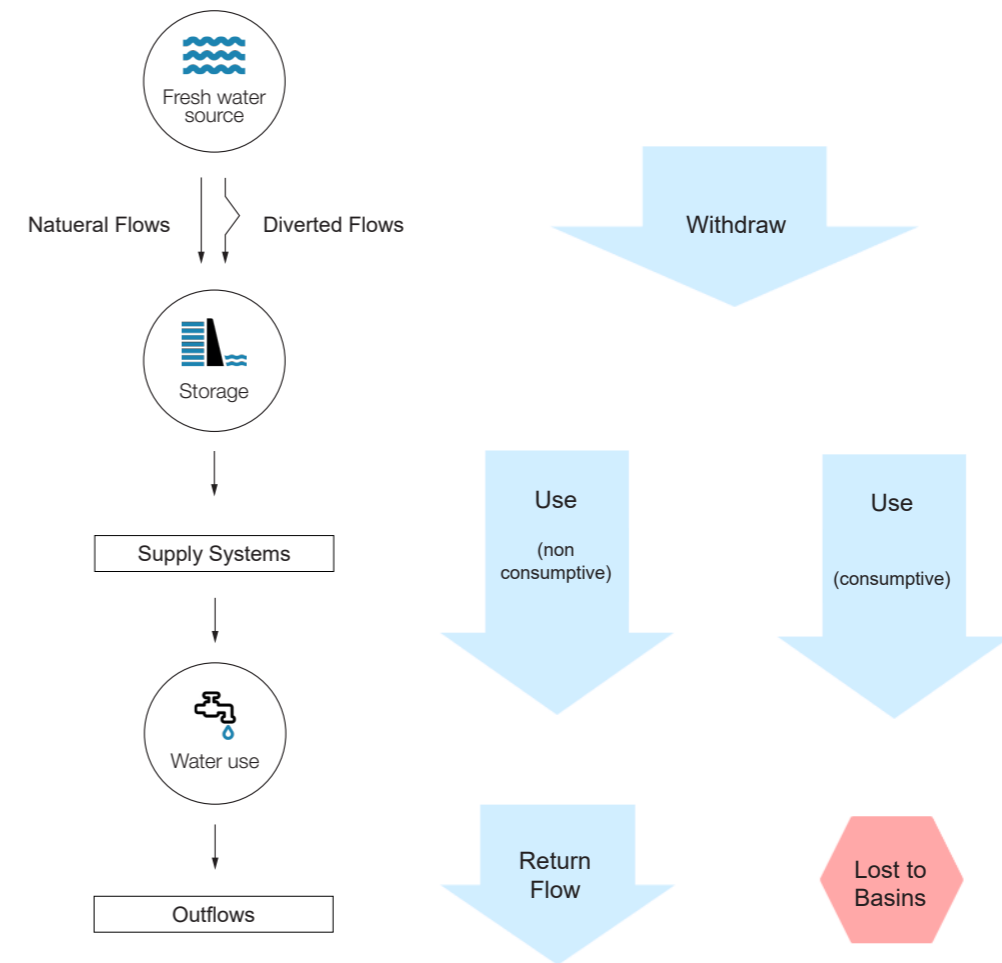 Fresh water
source
Natueral Flows
Diverted Flows
Withdraw
Storage
Use
(non
consumptive)
Use
(consumptive)
Supply Systems
Water use
Return
Flow
Lost to
Basins
Outflows